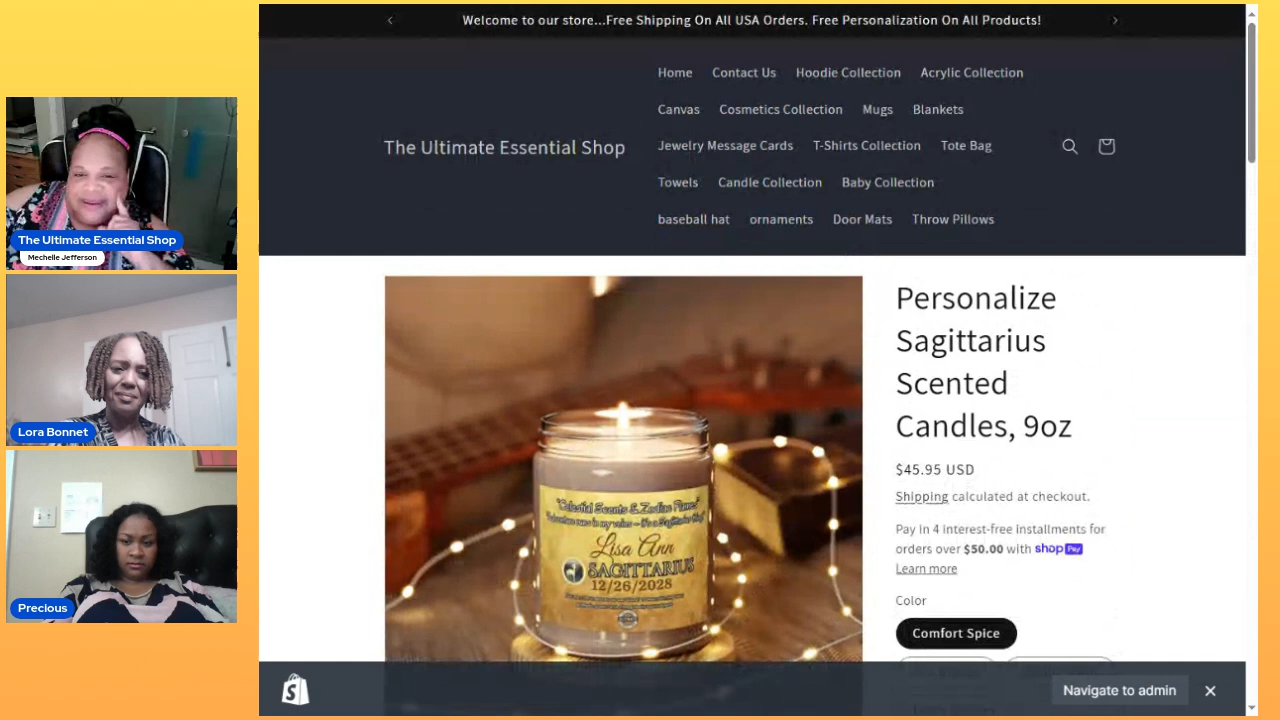 Welcome to our store...Free Shipping On All USA Orders. Free Personalization On All Products!
The Ultimate Essential Shop
Home Contact Us Hoodie Collection Acrylic Collection
Canvas Cosmetics Collection Mugs Blankets
Jewelry Message Cards T-Shirts Collection Tote Bag
Towels Candle Collection Baby Collection
baseball hat ornaments Door Mats Throw Pillows
The Ultimate Essential Shop
Mechelle Jefferson
Lora Bonnet
Precious
"Celestial Scents & Zodiac Flames"
Lisa Ann
SAGITTARIUS
12/26/2028
Personalize
Sagittarius
Scented
Candles, 9oz
$45.95 USD
Shipping calculated at checkout.
Pay in 4 interest-free installments for
orders over $50.00 with shop Pay
Learn more
Color
Comfort Spice
Navigate to admin